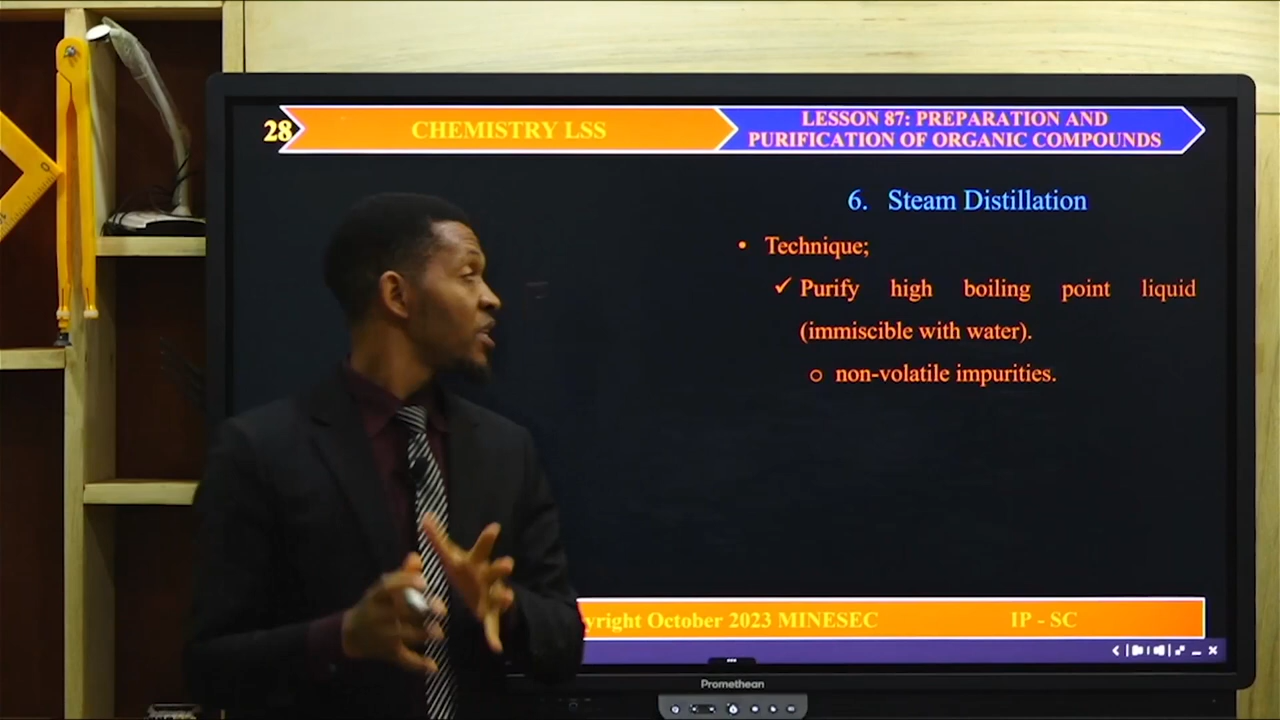 28
CHEMISTRY LSS
LESSON 87: PREPARATION AND
PURIFICATION OF ORGANIC COMPOUNDS
6. Steam Distillation
• Technique;
✓ Purify high boiling point liquid
(immiscible with water).
o non-volatile impurities.
yright October 2023 MINESEC
IP - SC
Promethean